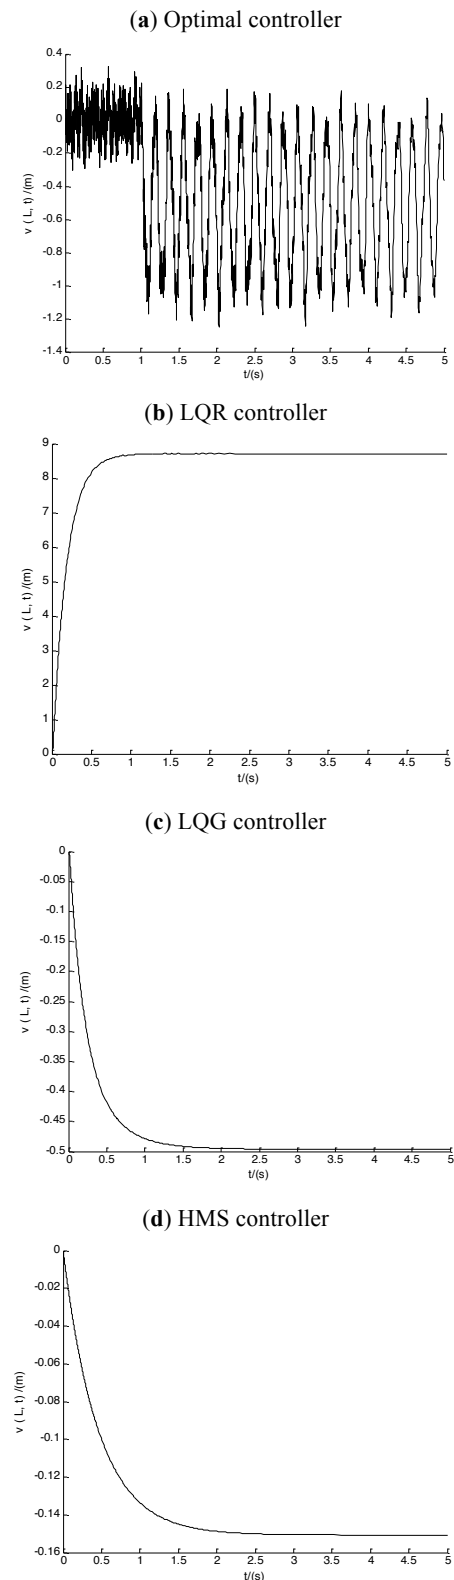 (a) Optimal controller
0.4
0.2
0
-0.2
-0.4
-0.6
-0.8
-1
-1.2
-1.4
v ( L, t) /(m)
0 0.5 1 1.5 2 2.5 3 3.5 4 4.5 5
t/(s)
(b) LQR controller
9
8
7
6
5
4
3
2
1
0
v ( L, t) /(m)
0 0.5 1 1.5 2 2.5 3 3.5 4 4.5 5
t/(s)
(c) LQG controller
0
-0.05
-0.1
-0.15
-0.2
-0.25
-0.3
-0.35
-0.4
-0.45
-0.5
v ( L, t) /(m)
0 0.5 1 1.5 2 2.5 3 3.5 4 4.5 5
t/(s)
(d) HMS controller
0
-0.02
-0.04
-0.06
-0.08
-0.1
-0.12
-0.14
-0.16
v ( L, t) /(m)
0 0.5 1 1.5 2 2.5 3 3.5 4 4.5 5
t/(s)